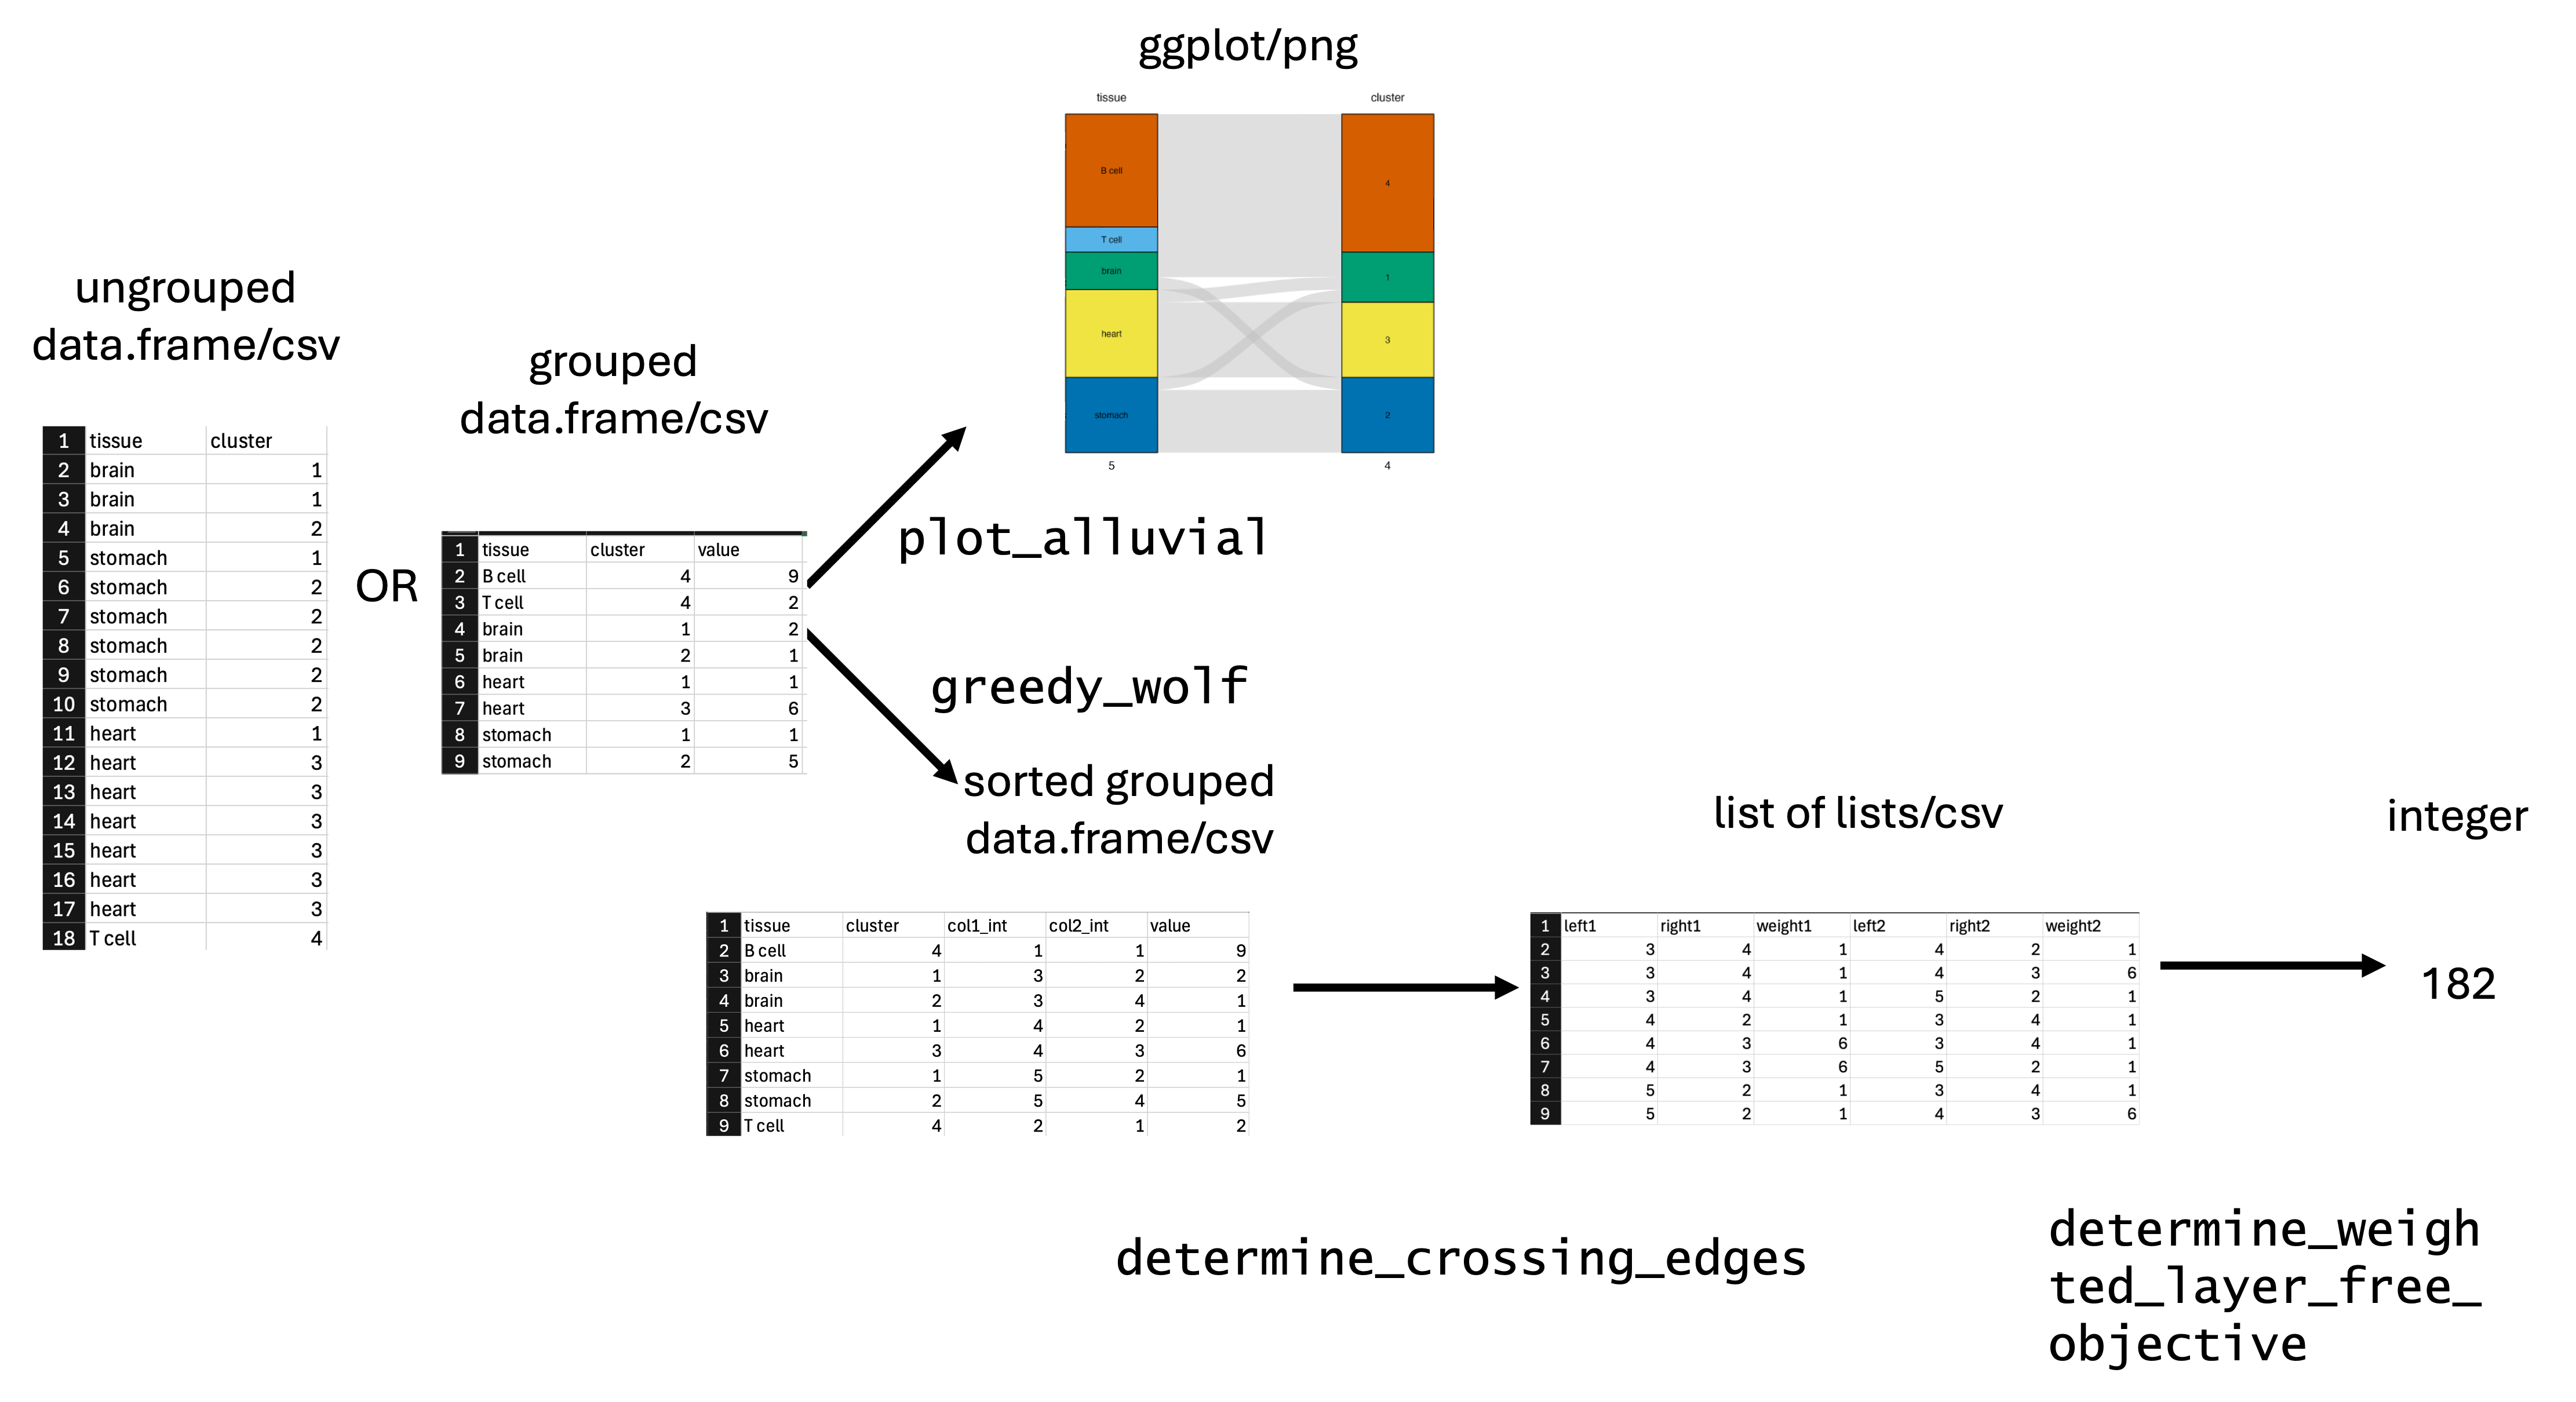 ggplot/png
tissue cluster
B cell
T cell
brain
heart
stomach
4
1
3
2
5 4
ungrouped
data.frame/csv
1 tissue cluster
2 brain 1
3 brain 1
4 brain 2
5 stomach 1
6 stomach 2
7 stomach 2
8 stomach 2
9 stomach 2
10 stomach 2
11 heart 1
12 heart 3
13 heart 3
14 heart 3
15 heart 3
16 heart 3
17 heart 3
18 T cell 4
OR
grouped
data.frame/csv
1 tissue cluster value
2 B cell 4 9
3 T cell 4 2
4 brain 1 2
5 brain 2 1
6 heart 1 1
7 heart 3 6
8 stomach 1 1
9 stomach 2 5
plot_alluvial
greedy_wolf
sorted grouped
data.frame/csv
1 tissue cluster col1_int col2_int value
2 B cell 4 1 1 9
3 brain 1 3 2 2
4 brain 2 3 4 1
5 heart 1 4 2 1
6 heart 3 4 3 6
7 stomach 1 5 2 1
8 stomach 2 5 4 5
9 T cell 4 2 1 2
determine_crossing_edges
list of lists/csv
1 left1 right1 weight1 left2 right2 weight2
2 3 4 1 4 2 1
3 3 4 1 4 3 6
4 3 4 1 5 2 1
5 4 2 1 3 4 1
6 4 3 6 3 4 1
7 4 3 6 5 2 1
8 5 2 1 3 4 1
9 5 2 1 4 3 6
integer
182
determine_weigh
ted_layer_free_
objective